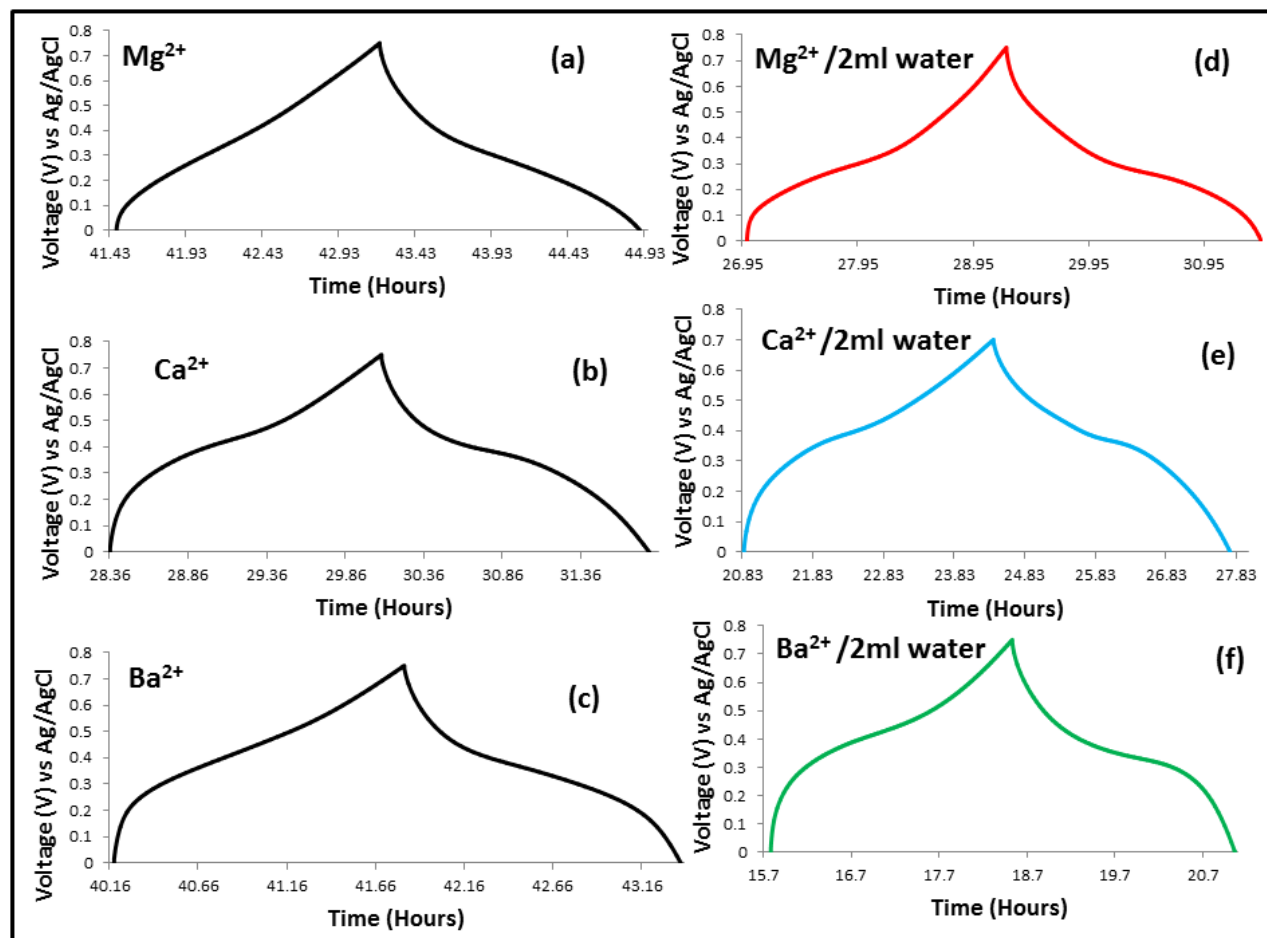 Mg²⁺
(a)
Voltage (V) vs Ag/AgCl
0.8
0.7
0.6
0.5
0.4
0.3
0.2
0.1
0
41.43 41.93 42.43 42.93 43.43 43.93 44.43 44.93
Time (Hours)
Mg²⁺ /2ml water
(d)
Voltage (V) vs Ag/AgCl
0.8
0.7
0.6
0.5
0.4
0.3
0.2
0.1
0
26.95 27.95 28.95 29.95 30.95
Time (Hours)
Ca²⁺
(b)
Voltage (V) vs Ag/AgCl
0.8
0.7
0.6
0.5
0.4
0.3
0.2
0.1
0
28.36 28.86 29.36 29.86 30.36 30.86 31.36
Time (Hours)
Ca²⁺ /2ml water
(e)
Voltage (V) vs Ag/AgCl
0.8
0.7
0.6
0.5
0.4
0.3
0.2
0.1
0
20.83 21.83 22.83 23.83 24.83 25.83 26.83 27.83
Time (Hours)
Ba²⁺
(c)
Voltage (V) vs Ag/AgCl
0.8
0.7
0.6
0.5
0.4
0.3
0.2
0.1
0
40.16 40.66 41.16 41.66 42.16 42.66 43.16
Time (Hours)
Ba²⁺ /2ml water
(f)
Voltage (V) vs Ag/AgCl
0.8
0.7
0.6
0.5
0.4
0.3
0.2
0.1
0
15.7 16.7 17.7 18.7 19.7 20.7
Time (Hours)